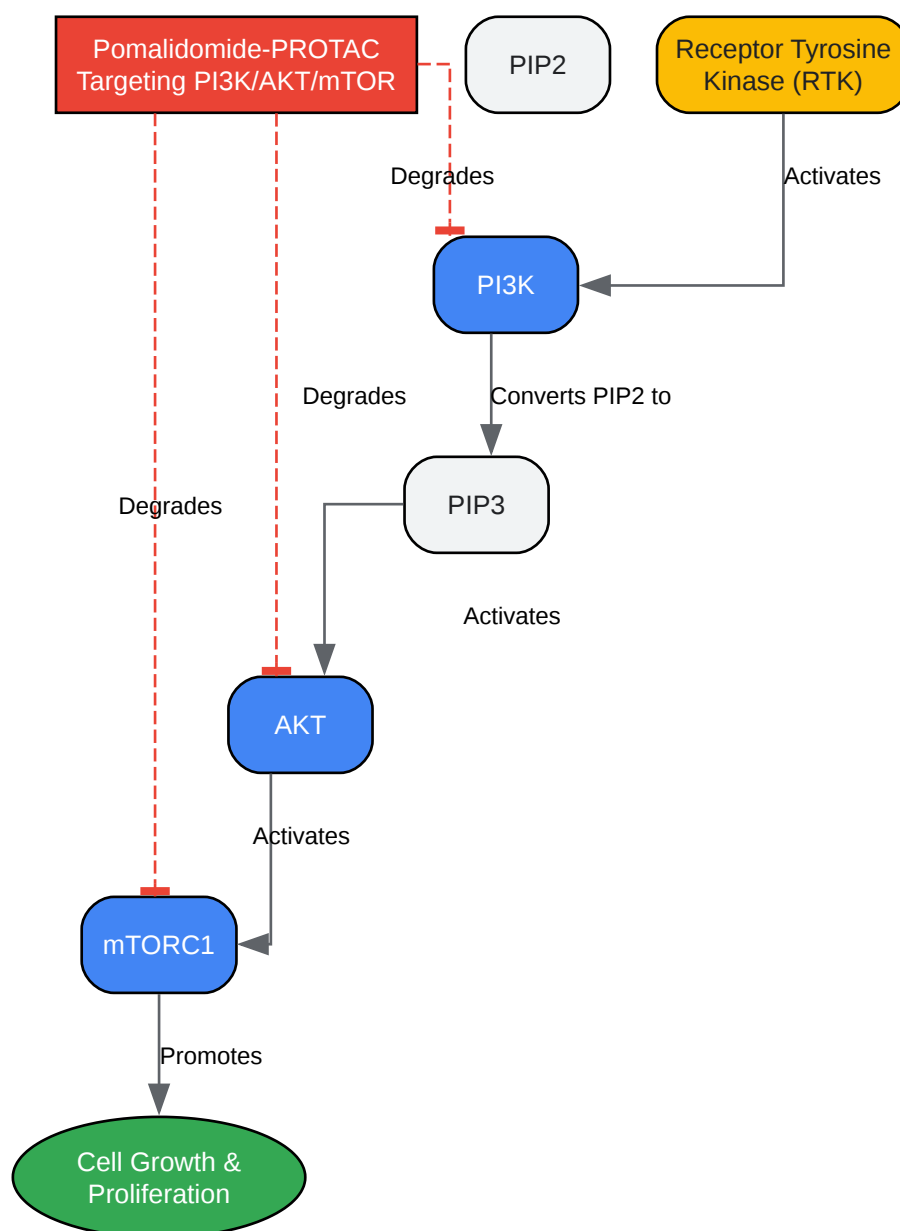 Pomalidomide-PROTAC
Targeting PI3K/AKT/mTOR
PIP2
Receptor Tyrosine
Kinase (RTK)
Degrades
Activates
PI3K
Degrades
Converts PIP2 to
Degrades
PIP3
Activates
AKT
Activates
mTORC1
Promotes
Cell Growth &
Proliferation